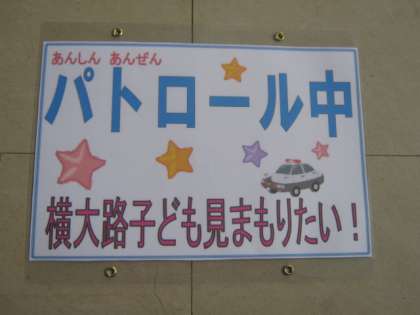 あんしん あんぜん
パトロール中
横大路子ども見まもりたい！